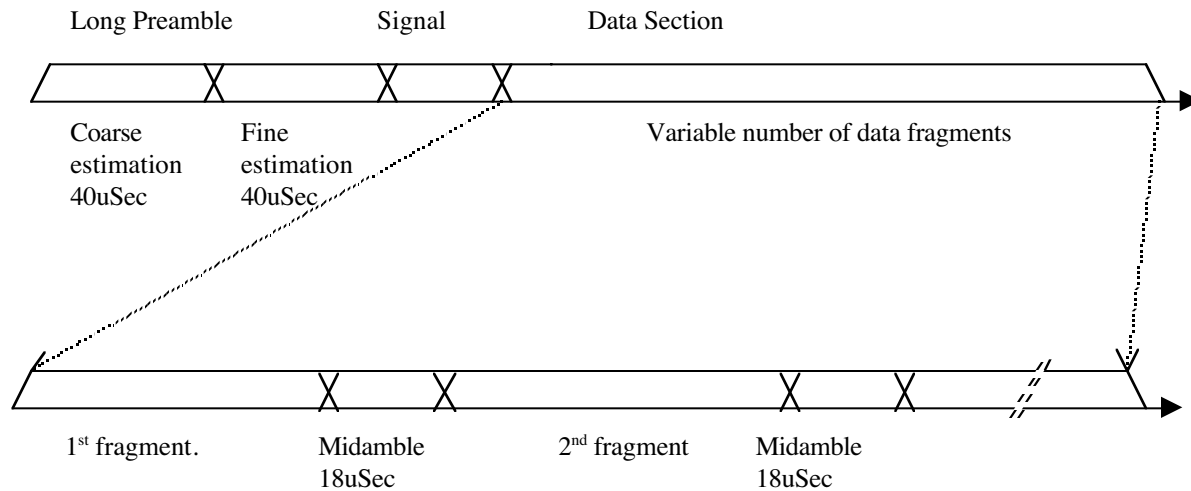 Long Preamble Signal Data Section
Coarse estimation 40uSec
Fine estimation 40uSec
Variable number of data fragments
1st fragment.
Midamble 18uSec
2nd fragment
Midamble 18uSec